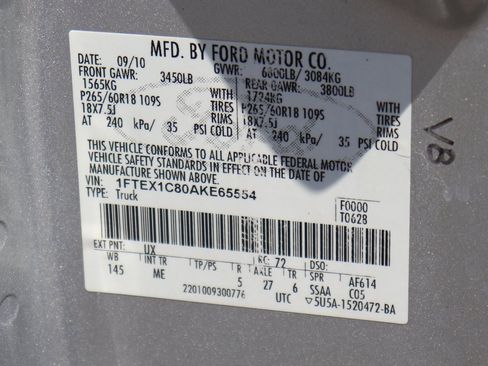 MFD. BY FORD MOTOR CO.
DATE: 09/10 GVWR: 6800LB/ 3084KG
FRONT GAWR: 3450LB REAR GAWR: 3800LB
1565KG WITH 1724KG WITH
P265/60R18 109S TIRES P265/60R18 109S TIRES
18X7.5J RIMS 18X7.5J RIMS
AT 240 kPa/ 35 PSI COLD AT 240 kPa/ 35 PSI COLD
THIS VEHICLE CONFORMS TO ALL APPLICABLE FEDERAL MOTOR
VEHICLE SAFETY STANDARDS IN EFFECT ON THE DATE OF
MANUFACTURE SHOWN ABOVE.
VIN: 1FTEX1C80AKE65554 F0000
TYPE: Truck T0628
EXT PNT: UX RC: 72 DSO:
WB INT TR TP/PS R AXLE TR SPR AF614
145 ME 5 27 6 SSAA C05
2201009300776 UTC ▽5U5A-1520472-BA
V8